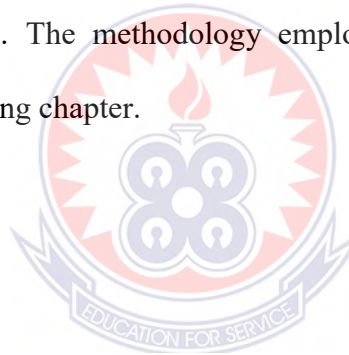 . The methodology emplo
ng chapter.
EDUCATION FOR SERVICE